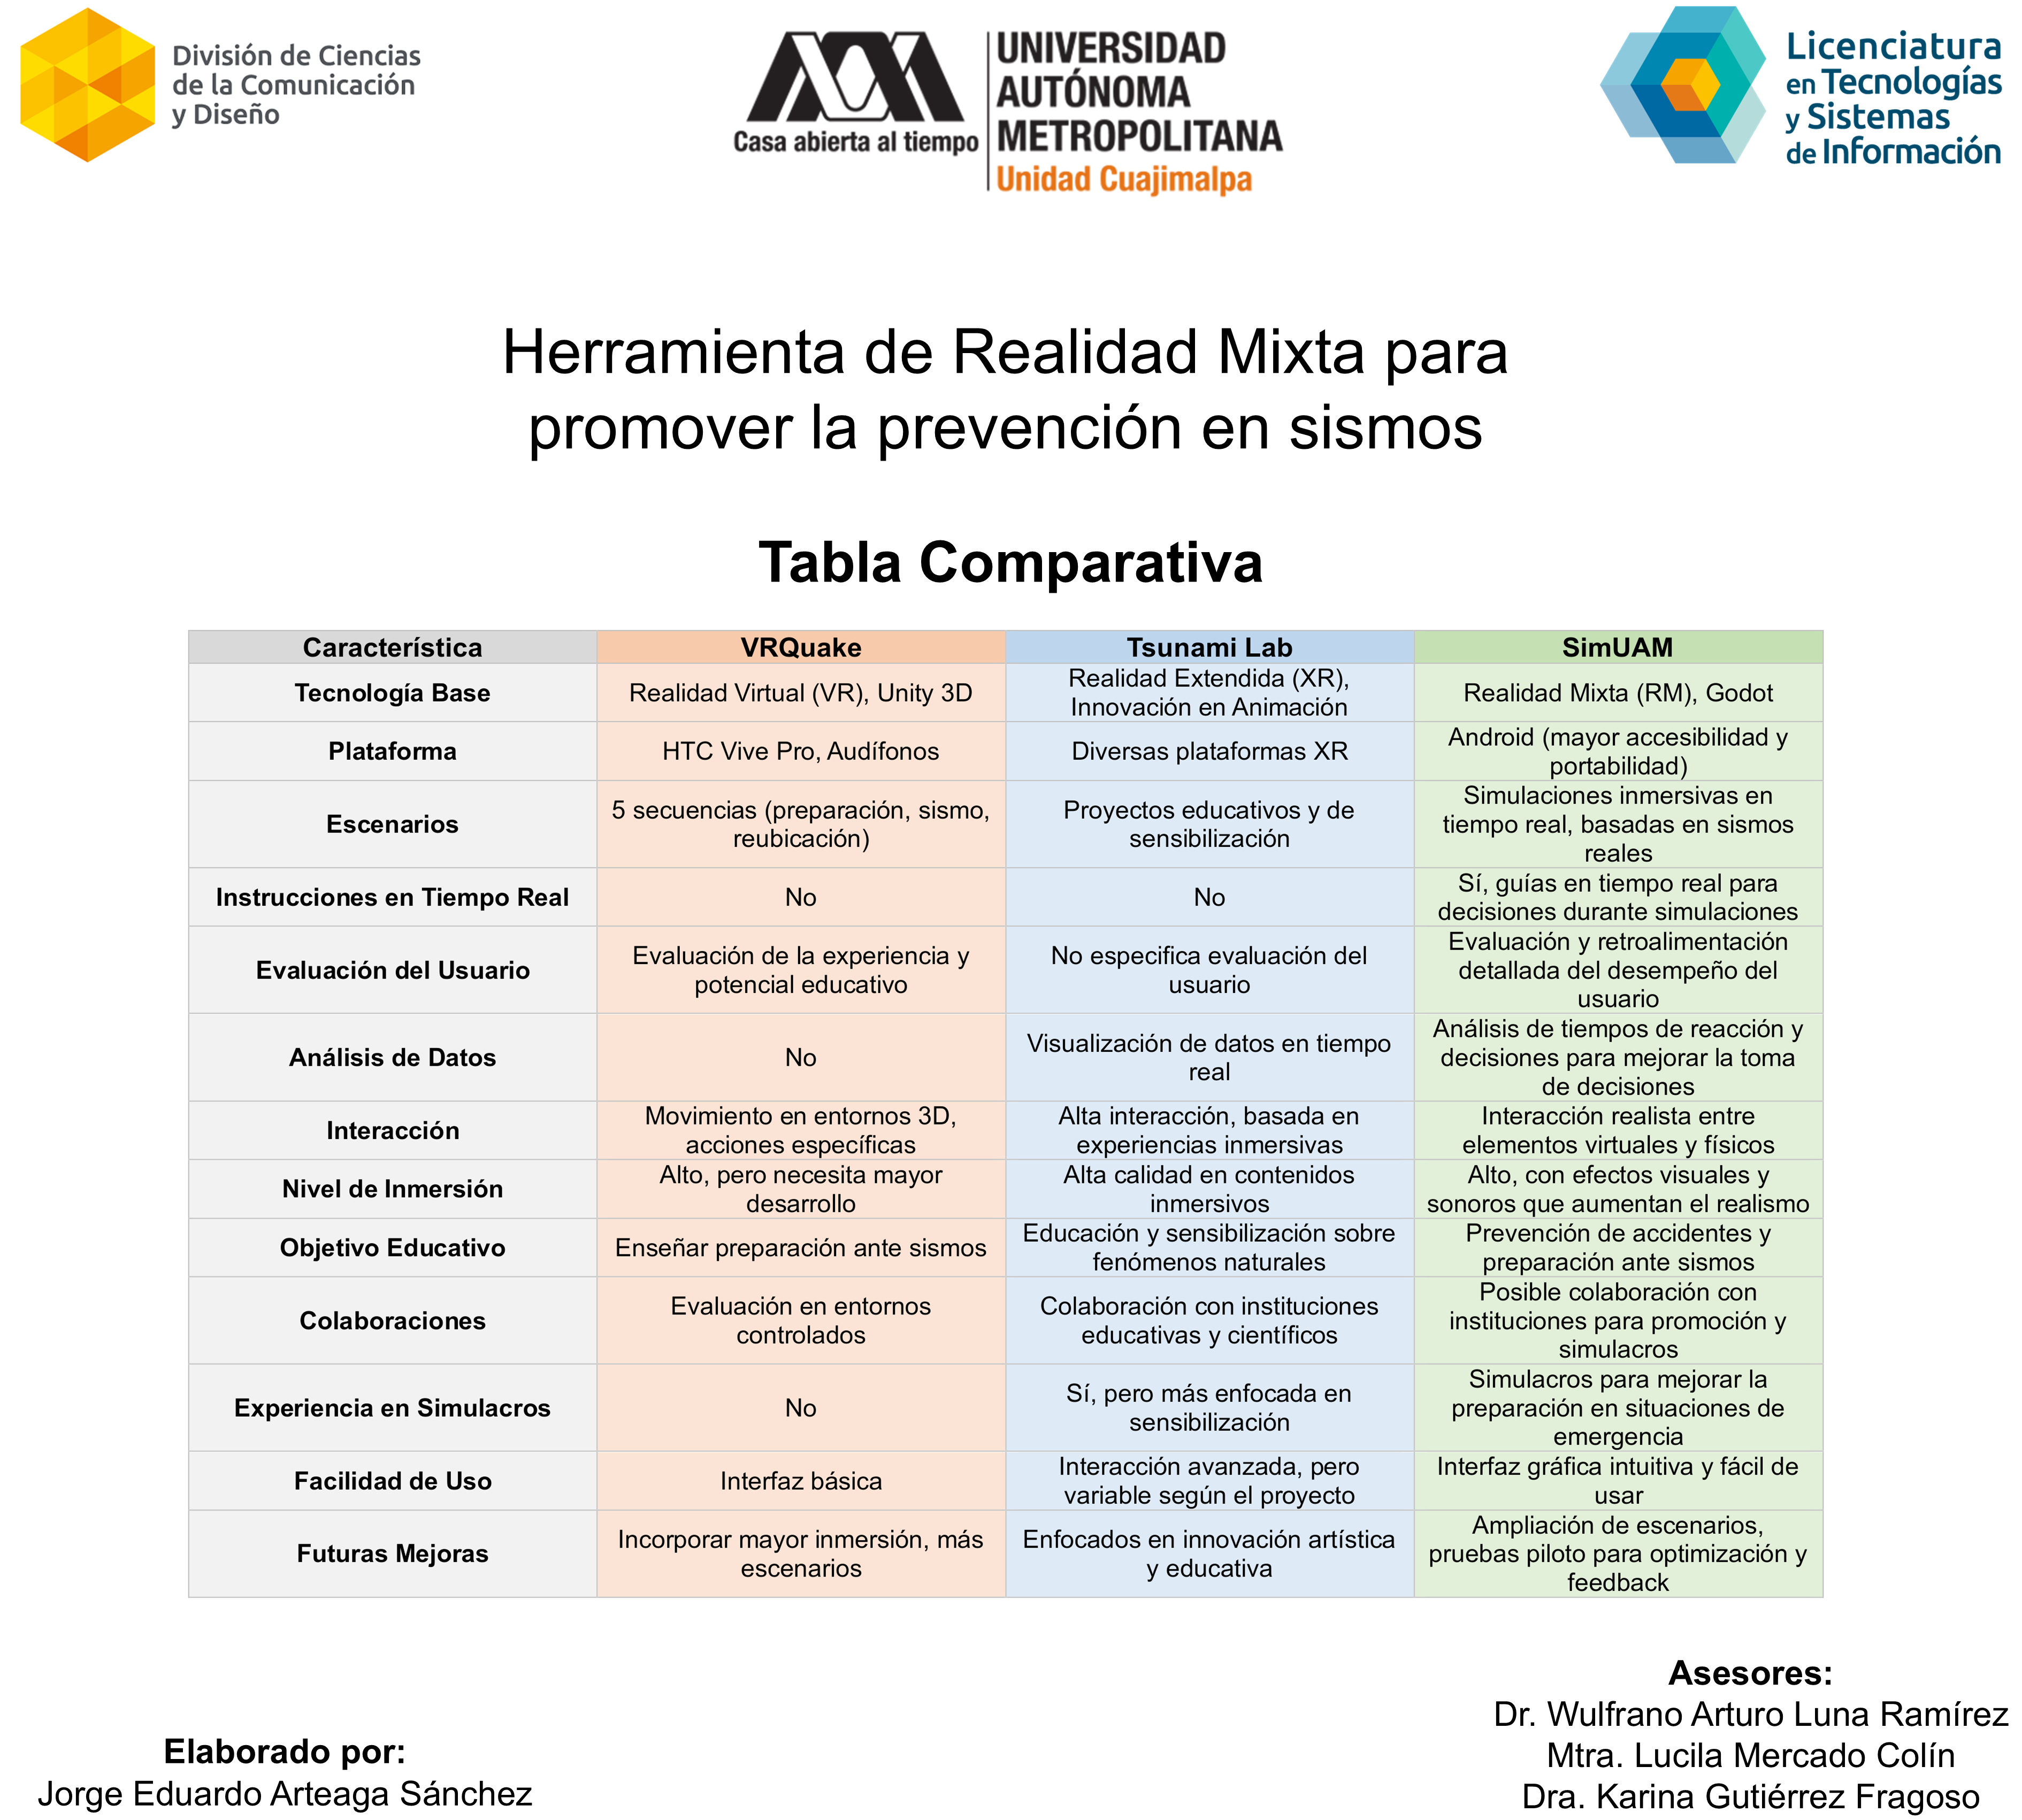 División de Ciencias
de la Comunicación
y Diseño
Casa abierta al tiempo
UNIVERSIDAD
AUTÓNOMA
METROPOLITANA
Unidad Cuajimalpa
Licenciatura
en Tecnologías
y Sistemas
de Información
Herramienta de Realidad Mixta para
promover la prevención en sismos
Tabla Comparativa
Característica
VRQuake
Tsunami Lab
SimUAM
Tecnología Base
Realidad Virtual (VR), Unity 3D
Realidad Extendida (XR),
Innovación en Animación
Realidad Mixta (RM), Godot
Plataforma
HTC Vive Pro, Audífonos
Diversas plataformas XR
Android (mayor accesibilidad y
portabilidad)
Escenarios
5 secuencias (preparación, sismo,
reubicación)
Proyectos educativos y de
sensibilización
Simulaciones inmersivas en
tiempo real, basadas en sismos
reales
Instrucciones en Tiempo Real
No
No
Sí, guías en tiempo real para
decisiones durante simulaciones
Evaluación del Usuario
Evaluación de la experiencia y
potencial educativo
No especifica evaluación del
usuario
Evaluación y retroalimentación
detallada del desempeño del
usuario
Análisis de Datos
No
Visualización de datos en tiempo
real
Análisis de tiempos de reacción y
decisiones para mejorar la toma
de decisiones
Interacción
Movimiento en entornos 3D,
acciones específicas
Alta interacción, basada en
experiencias inmersivas
Interacción realista entre
elementos virtuales y físicos
Nivel de Inmersión
Alto, pero necesita mayor
desarrollo
Alta calidad en contenidos
inmersivos
Alto, con efectos visuales y
sonoros que aumentan el realismo
Objetivo Educativo
Enseñar preparación ante sismos
Educación y sensibilización sobre
fenómenos naturales
Prevención de accidentes y
preparación ante sismos
Colaboraciones
Evaluación en entornos
controlados
Colaboración con instituciones
educativas y científicos
Posible colaboración con
instituciones para promoción y
simulacros
Experiencia en Simulacros
No
Sí, pero más enfocada en
sensibilización
Simulacros para mejorar la
preparación en situaciones de
emergencia
Facilidad de Uso
Interfaz básica
Interacción avanzada, pero
variable según el proyecto
Interfaz gráfica intuitiva y fácil de
usar
Futuras Mejoras
Incorporar mayor inmersión, más
escenarios
Enfocados en innovación artística
y educativa
Ampliación de escenarios,
pruebas piloto para optimización y
feedback
Elaborado por:
Jorge Eduardo Arteaga Sánchez
Asesores:
Dr. Wulfrano Arturo Luna Ramírez
Mtra. Lucila Mercado Colín
Dra. Karina Gutiérrez Fragoso